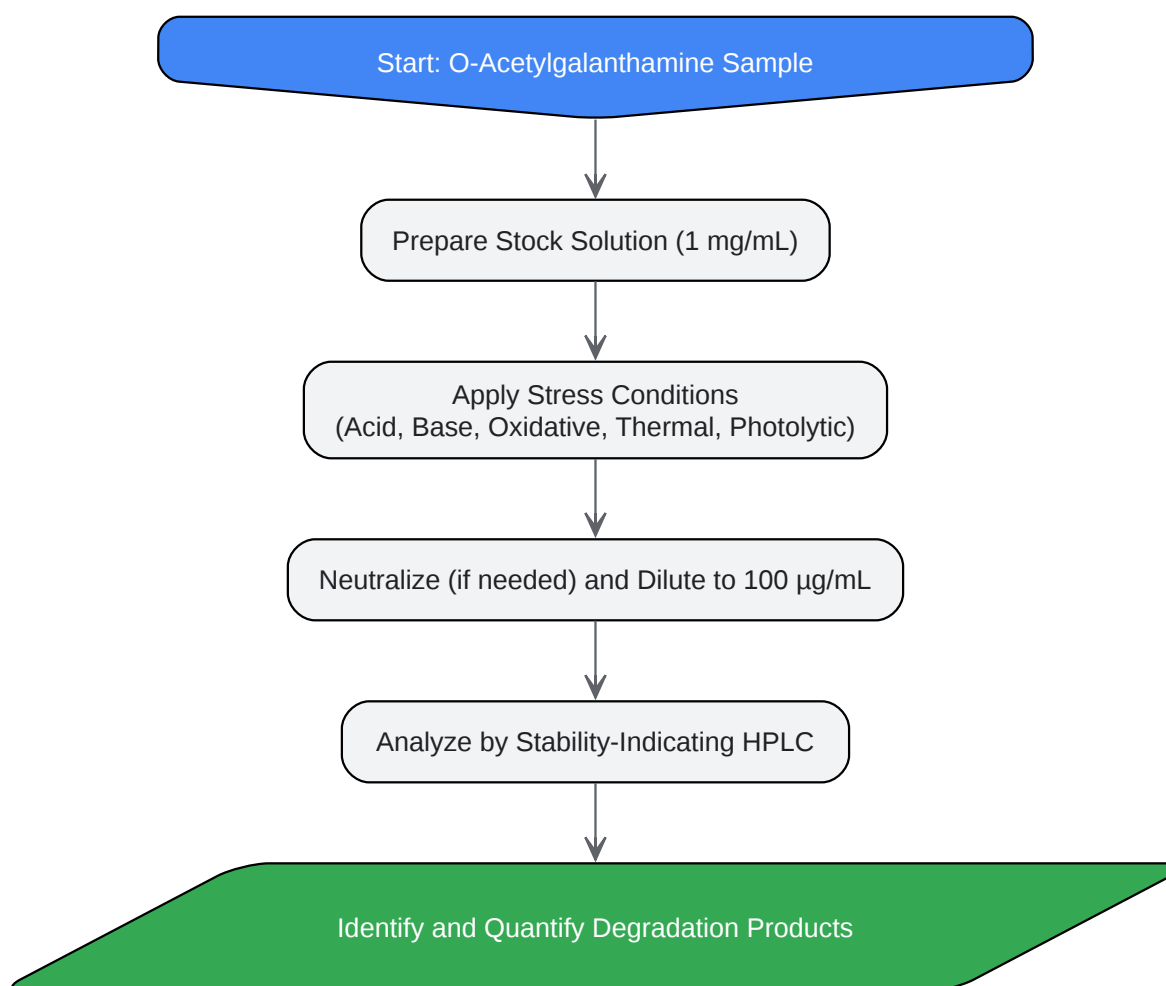 Start: O-Acetylgalanthamine Sample
Prepare Stock Solution (1 mg/mL)
Apply Stress Conditions
(Acid, Base, Oxidative, Thermal, Photolytic)
Neutralize (if needed) and Dilute to 100 µg/mL
Analyze by Stability-Indicating HPLC
Identify and Quantify Degradation Products